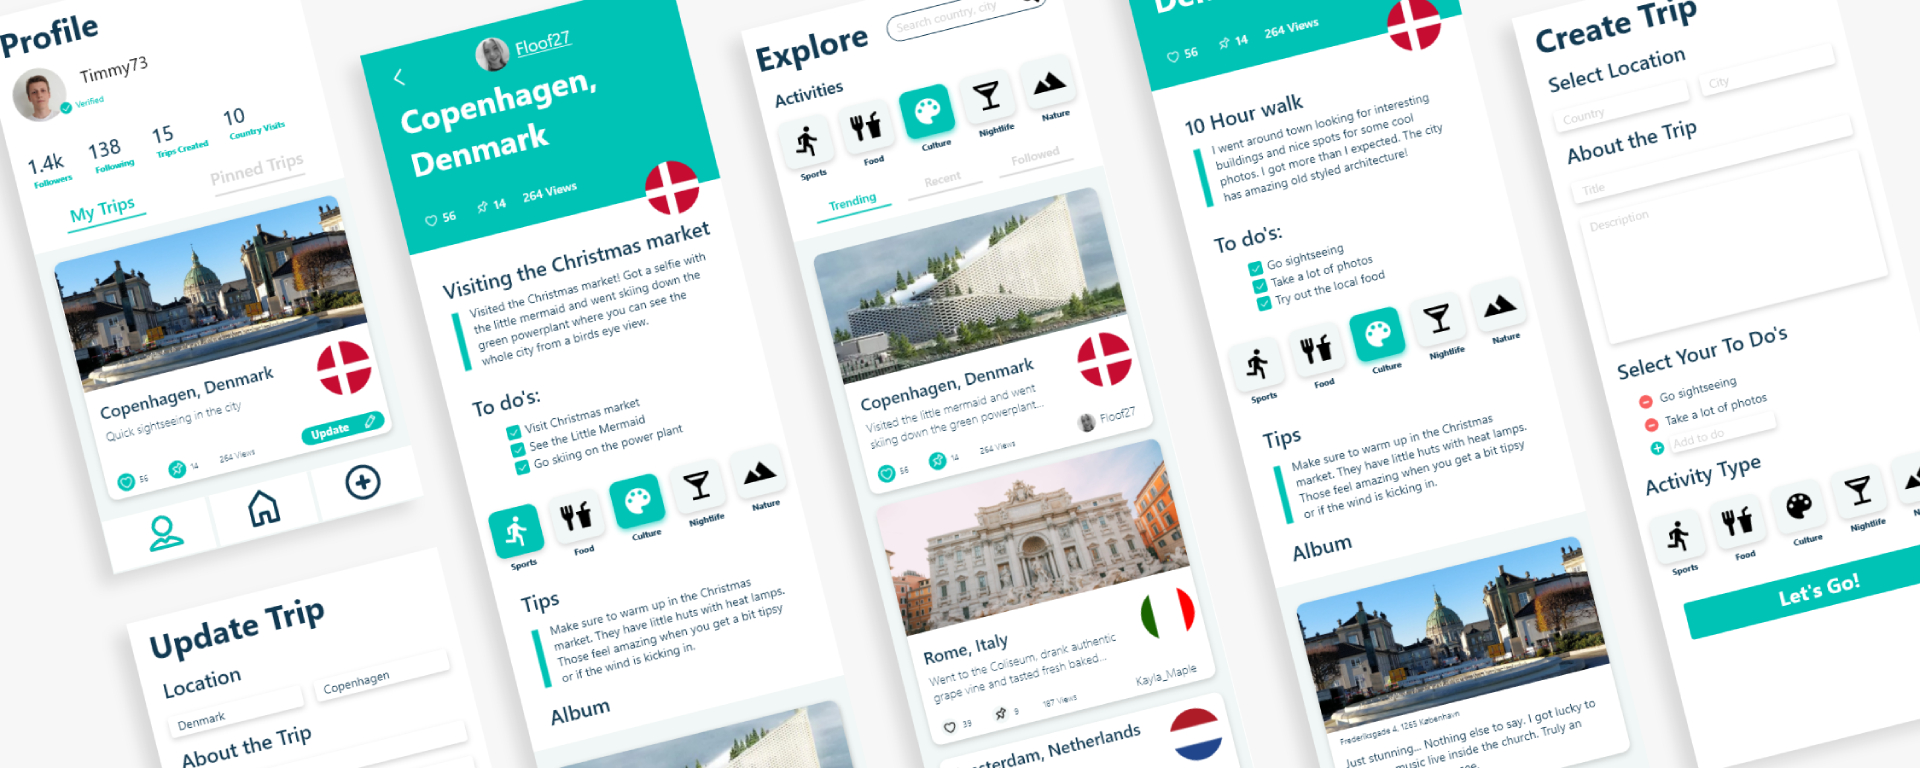 Profile
Timmy73
Verified
1.4k
Followers
138
Following
15
Trips Created
10
Country Visits
My Trips
Pinned Trips
Copenhagen, Denmark
Quick sightseeing in the city
Update
56
14
264 Views
Update Trip
Location
Denmark
Copenhagen
About the Trip
Floof27
Copenhagen,
Denmark
56
14
264 Views
Visiting the Christmas market
Visited the Christmas market! Got a selfie with
the little mermaid and went skiing down the
green powerplant where you can see the
whole city from a birds eye view.
To do's:
Visit Christmas market
See the Little Mermaid
Go skiing on the power plant
Sports
Food
Culture
Nightlife
Nature
Tips
Make sure to warm up in the Christmas
market. They have little huts with heat lamps.
Those feel amazing when you get a bit tipsy
or if the wind is kicking in.
Album
Explore
Search country, city
Activities
Sports
Food
Culture
Nightlife
Nature
Trending
Recent
Followed
Copenhagen, Denmark
Visited the little mermaid and went
skiing down the green powerplant...
56
14
264 Views
Floof27
Rome, Italy
Went to the Coliseum, drank authentic
grape vine and tasted fresh baked...
39
9
187 Views
Kayla_Maple
sterdam, Netherlands
56
14
264 Views
10 Hour walk
I went around town looking for interesting
buildings and nice spots for some cool
photos. I got more than I expected. The city
has amazing old styled architecture!
To do's:
Go sightseeing
Take a lot of photos
Try out the local food
Sports
Food
Culture
Nightlife
Nature
Tips
Make sure to warm up in the Christmas
market. They have little huts with heat lamps.
Those feel amazing when you get a bit tipsy
or if the wind is kicking in.
Album
Frederiksgade 4, 1265 København
Just stunning... Nothing else to say. I got lucky to
music live inside the church. Truly an
Create Trip
Select Location
Country
City
About the Trip
Title
Description
Select Your To Do's
Go sightseeing
Take a lot of photos
Add to do
Activity Type
Sports
Food
Culture
Nightlife
Let's Go!